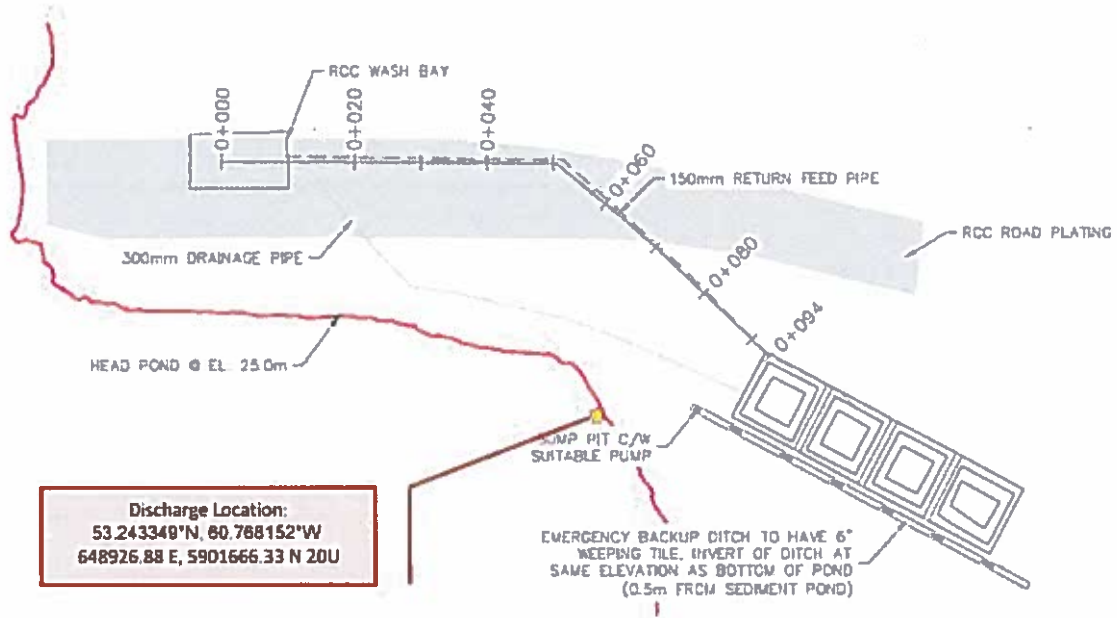 RCC WASH BAY
0+000
0+020
0+040
0+060
150mm RETURN FEED PIPE
RCC ROAD PLATING
300mm DRAINAGE PIPE
0+080
0+094
HEAD POND @ EL. 25.0m
SUMP PIT C/W
SUITABLE PUMP
Discharge Location:
53.243349°N, 60.768152°W
648926.88 E, 5901666.33 N 20U
EMERGENCY BACKUP DITCH TO HAVE 6"
WEEPING TILE, INVERT OF DITCH AT
SAME ELEVATION AS BOTTOM OF POND
(0.5m FROM SEDIMENT POND)